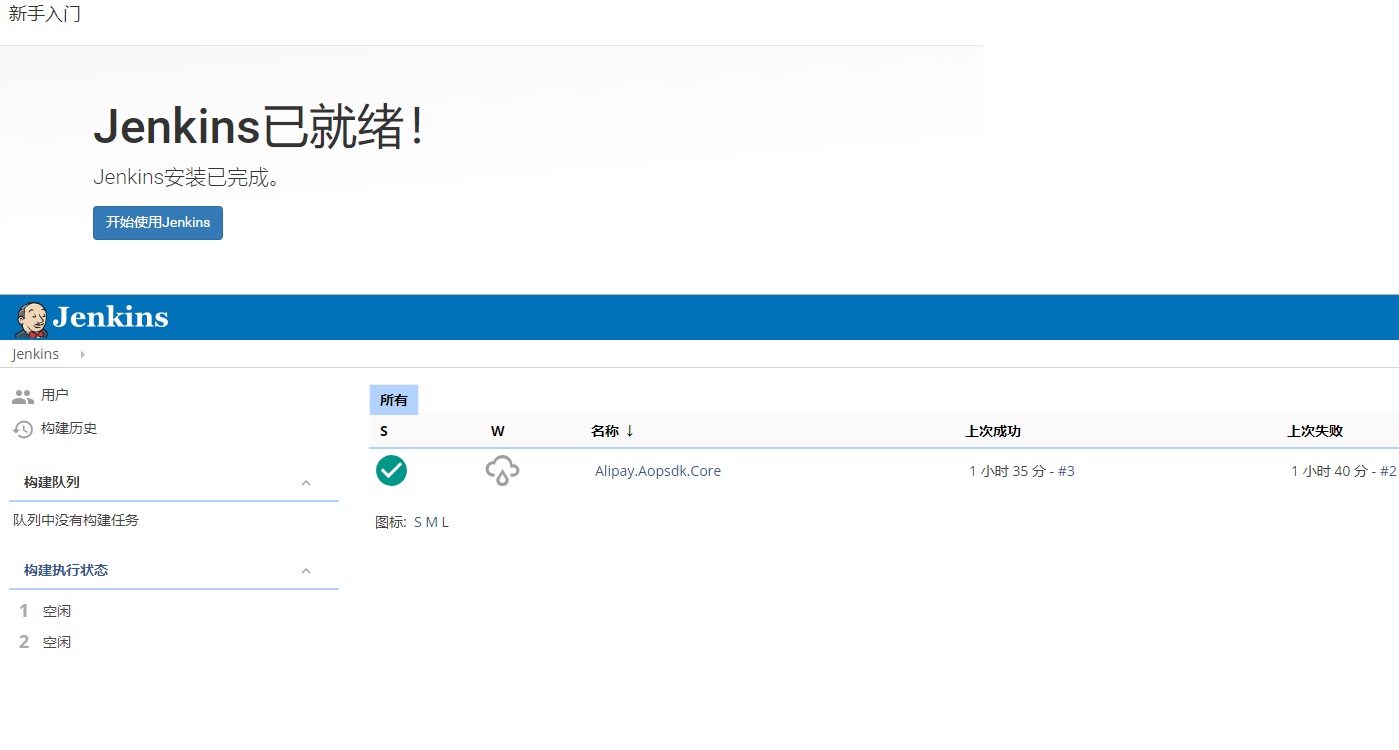 新手入门
Jenkins已就绪！
Jenkins安装已完成。
开始使用Jenkins
Jenkins
Jenkins
用户
构建历史
构建队列
队列中没有构建任务
构建执行状态
1 空闲
2 空闲
所有
S W 名称 ↓ 上次成功 上次失败
Alipay.Aopsdk.Core 1 小时 35 分 - #3 1 小时 40 分 - #2
图标: S M L